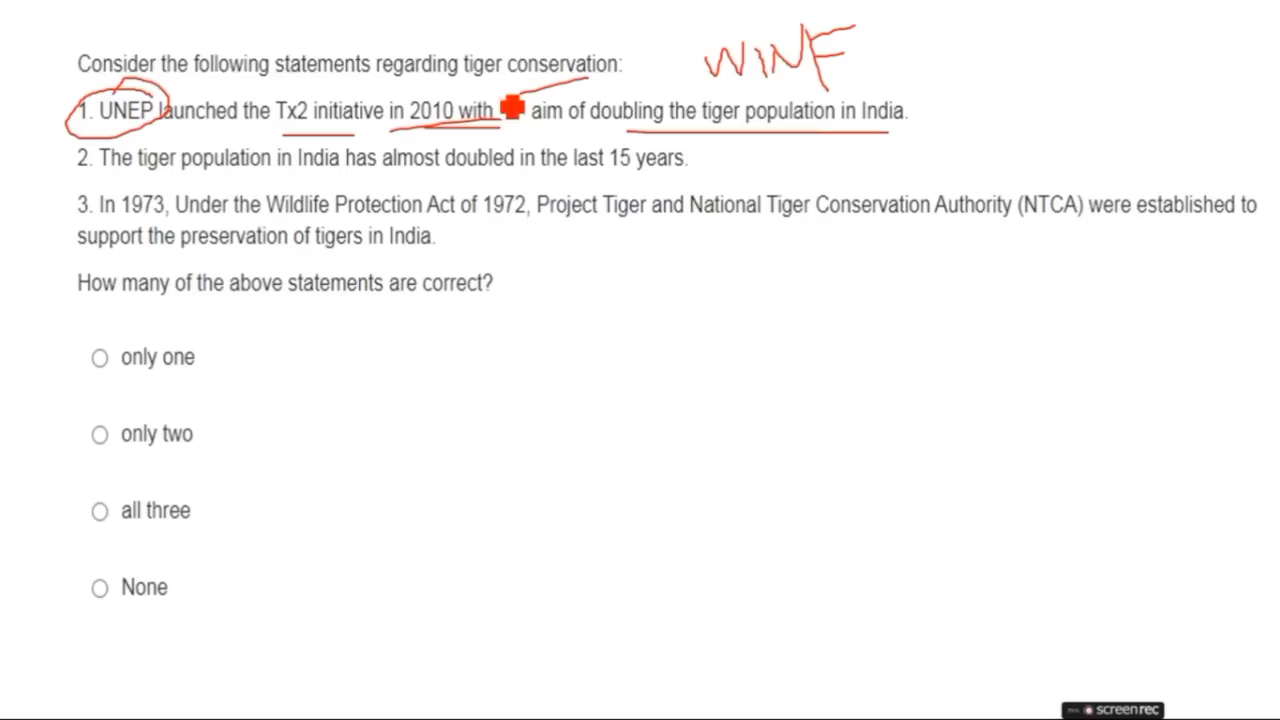 WINF
Consider the following statements regarding tiger conservation:
1. UNEP launched the Tx2 initiative in 2010 with aim of doubling the tiger population in India.
2. The tiger population in India has almost doubled in the last 15 years.
3. In 1973, Under the Wildlife Protection Act of 1972, Project Tiger and National Tiger Conservation Authority (NTCA) were established to
support the preservation of tigers in India.
How many of the above statements are correct?
only one
only two
all three
None
screenrec